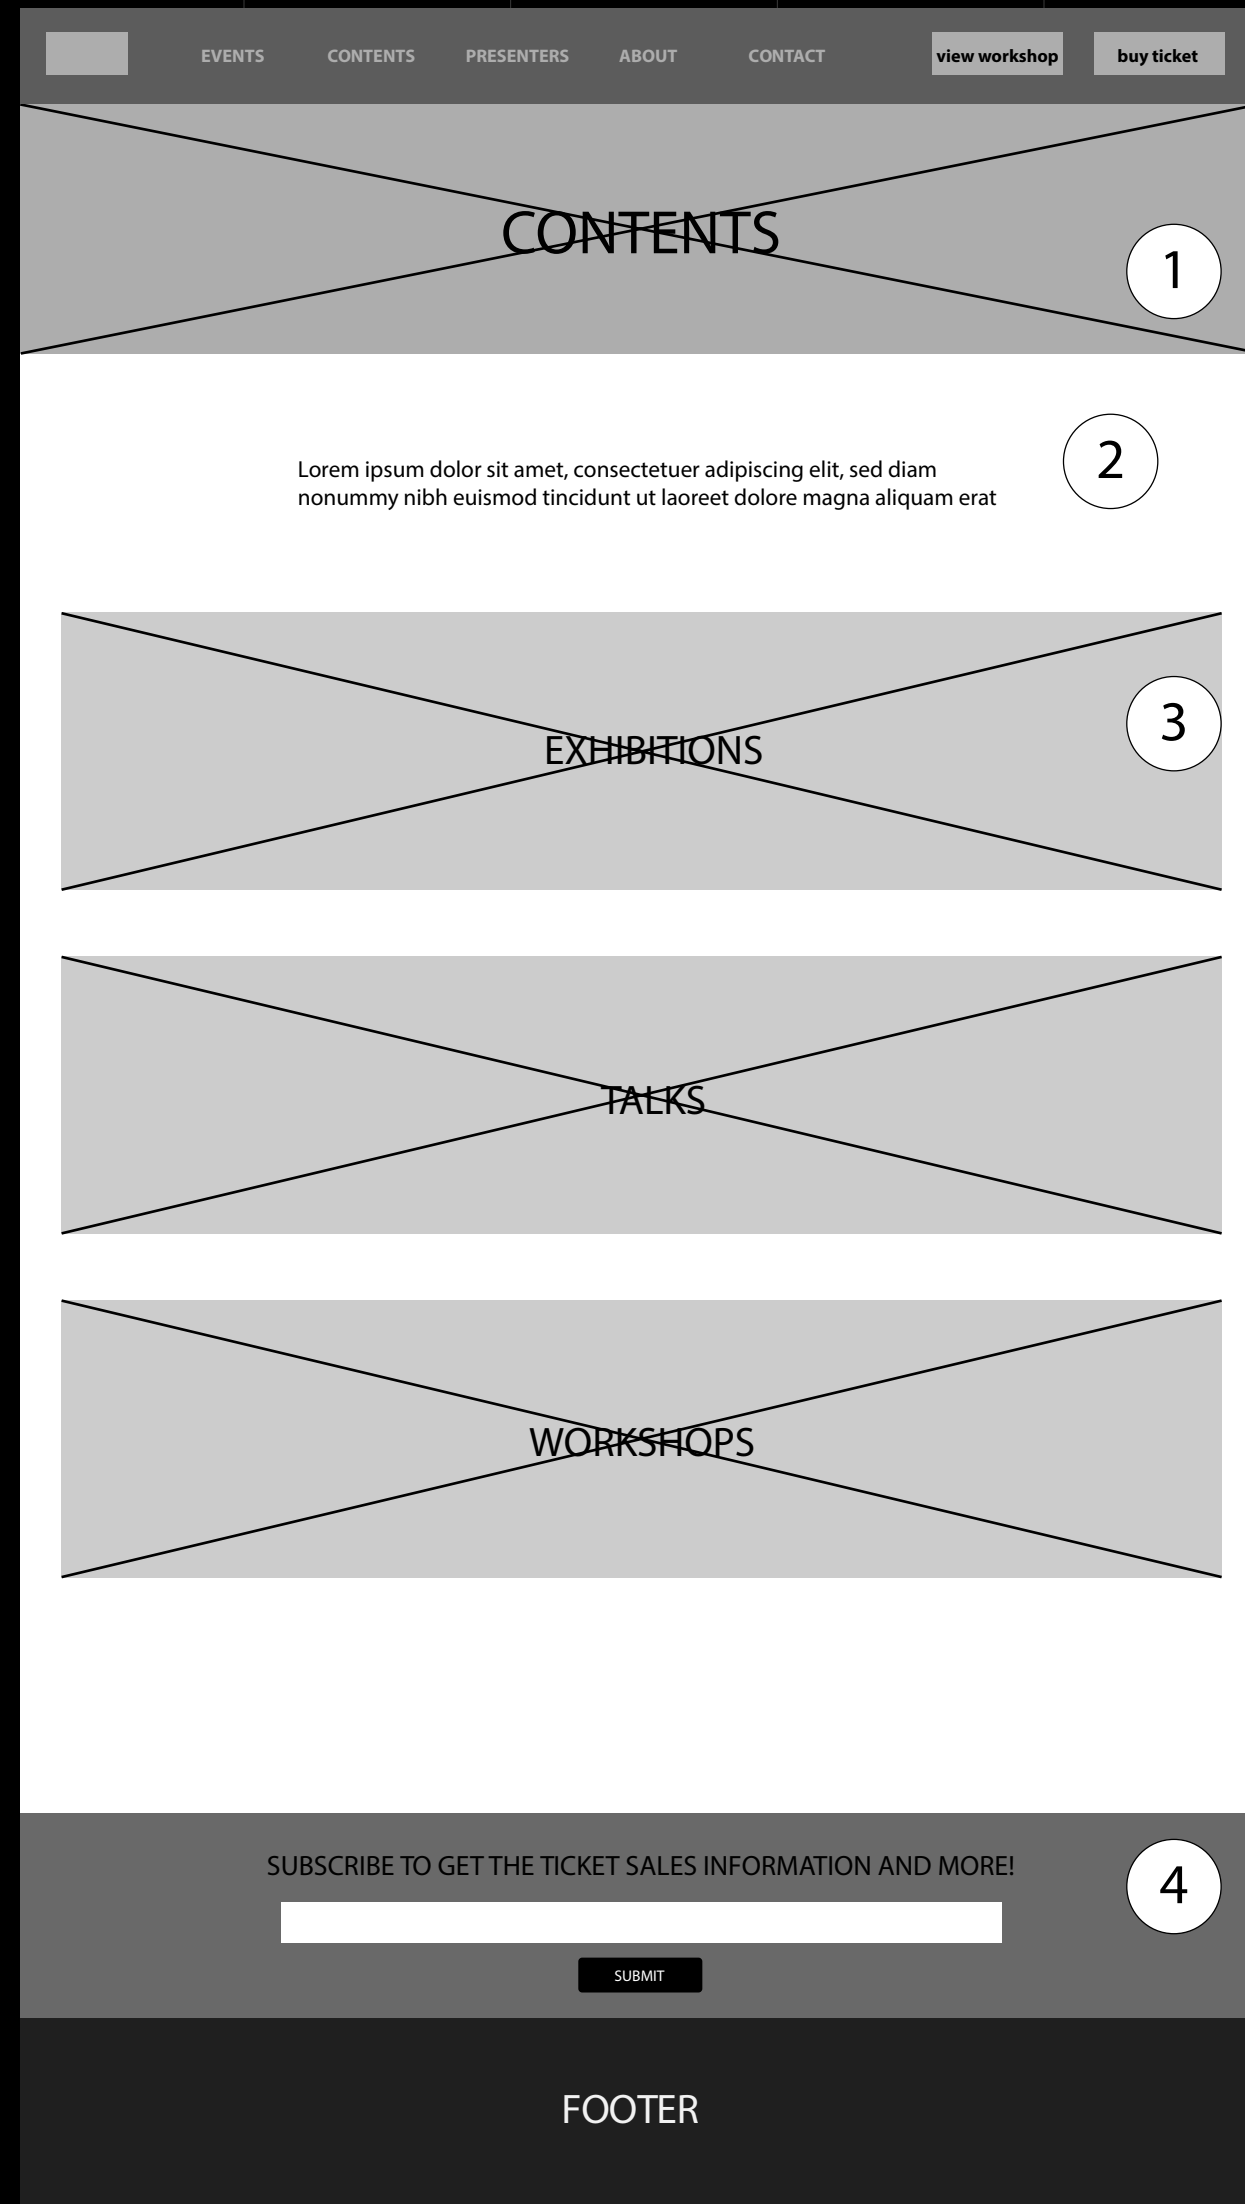 EVENTS CONTENTS PRESENTERS ABOUT CONTACT view workshop buy ticket
CONTENTS
1
Lorem ipsum dolor sit amet, consectetuer adipiscing elit, sed diam
nonummy nibh euismod tincidunt ut laoreet dolore magna aliquam erat
2
EXHIBITIONS
3
TALKS
WORKSHOPS
SUBSCRIBE TO GET THE TICKET SALES INFORMATION AND MORE!
4
SUBMIT
FOOTER